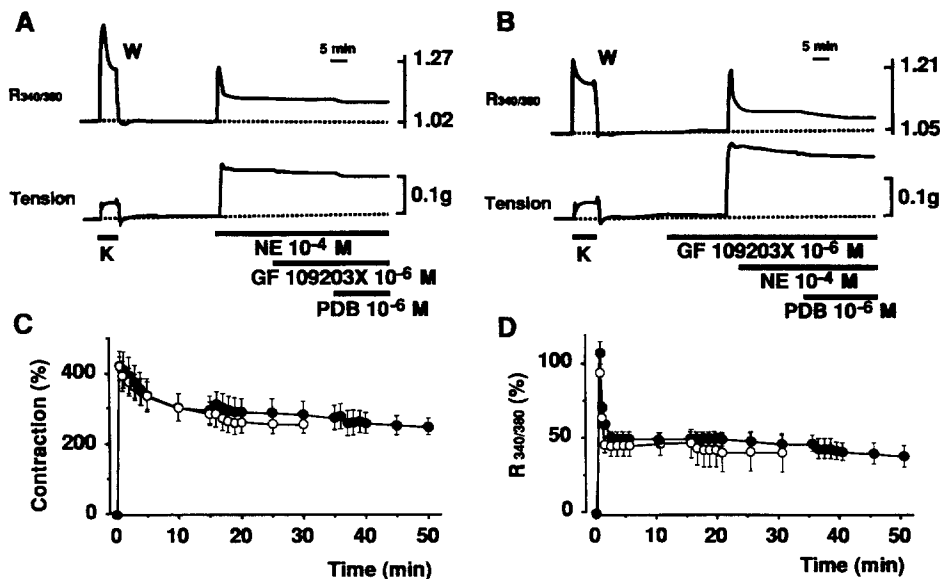 A
W
5 min
R340/380
1.27
1.02
Tension
0.1g
K
NE 10-4 M
GF 109203X 10-6 M
PDB 10-6 M
B
W
5 min
R340/380
1.21
1.05
Tension
0.1g
K
GF 109203X 10-6 M
NE 10-4 M
PDB 10-6 M
C
Contraction (%)
400
200
0
0 10 20 30 40 50
Time (min)
D
R 340/380 (%)
100
50
0
0 10 20 30 40 50
Time (min)